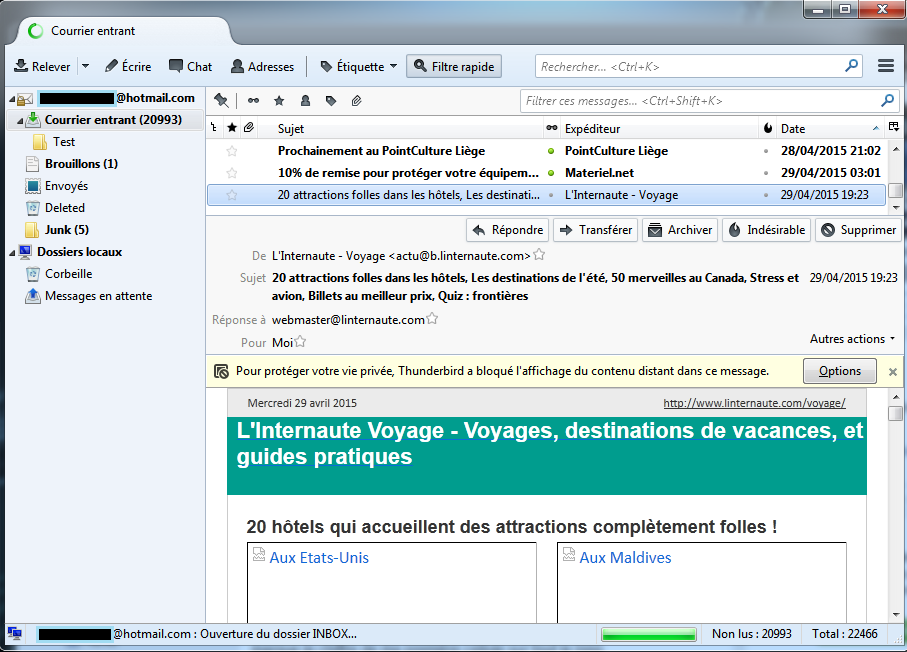 Courrier entrant
Relever Écrire Chat Adresses Étiquette Filtre rapide Rechercher... <Ctrl+K>
@hotmail.com
Courrier entrant (20993)
Test
Brouillons (1)
Envoyés
Deleted
Junk (5)
Dossiers locaux
Corbeille
Messages en attente
Filtrer ces messages... <Ctrl+Shift+K>
Sujet Expéditeur Date
Prochainement au PointCulture Liège PointCulture Liège 28/04/2015 21:02
10% de remise pour protéger votre équipem... Materiel.net 29/04/2015 03:01
20 attractions folles dans les hôtels, Les destinati... L'Internaute - Voyage 29/04/2015 19:23
Répondre Transférer Archiver Indésirable Supprimer
De L'Internaute - Voyage <actu@b.linternaute.com>
Sujet 20 attractions folles dans les hôtels, Les destinations de l'été, 50 merveilles au Canada, Stress et 29/04/2015 19:23
avion, Billets au meilleur prix, Quiz : frontières
Réponse à webmaster@linternaute.com
Pour Moi Autres actions
Pour protéger votre vie privée, Thunderbird a bloqué l'affichage du contenu distant dans ce message. Options
Mercredi 29 avril 2015 http://www.linternaute.com/voyage/
L'Internaute Voyage - Voyages, destinations de vacances, et
guides pratiques
20 hôtels qui accueillent des attractions complètement folles !
Aux Etats-Unis Aux Maldives
@hotmail.com : Ouverture du dossier INBOX... Non lus : 20993 Total : 22466